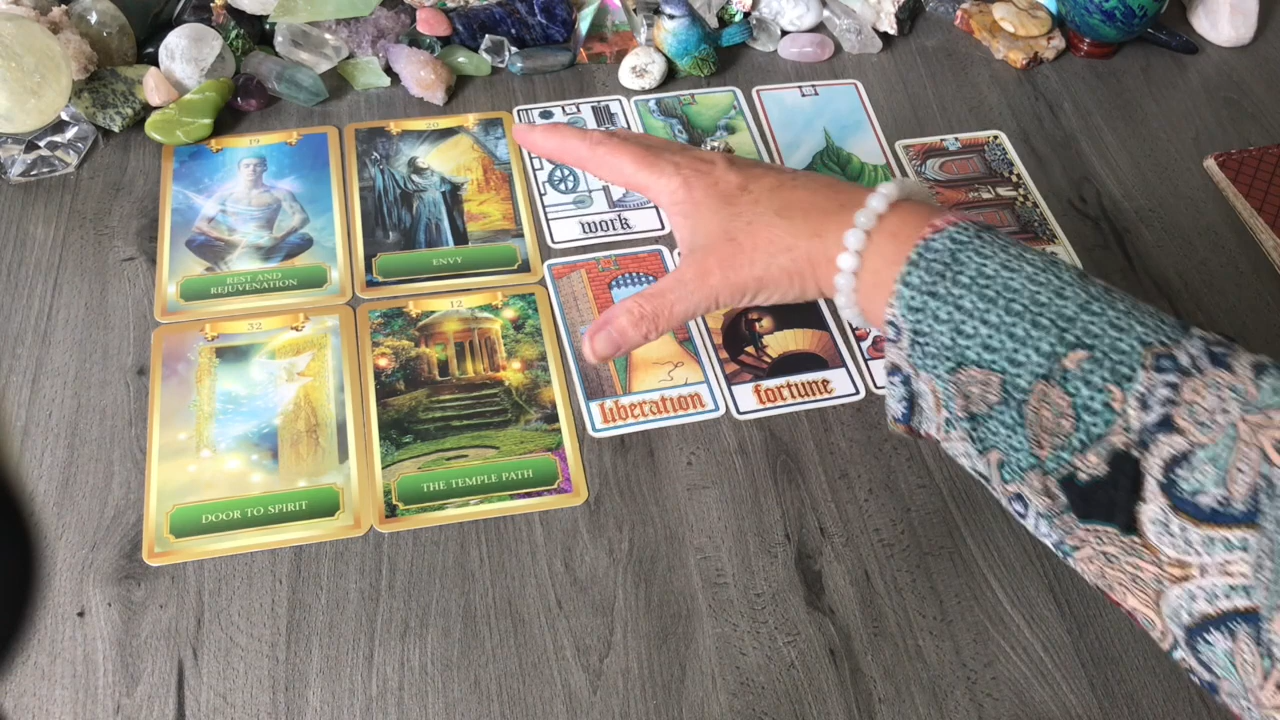 19
REST AND
REJUVENATION
20
ENVY
work
32
DOOR TO SPIRIT
12
THE TEMPLE PATH
liberation
fortune